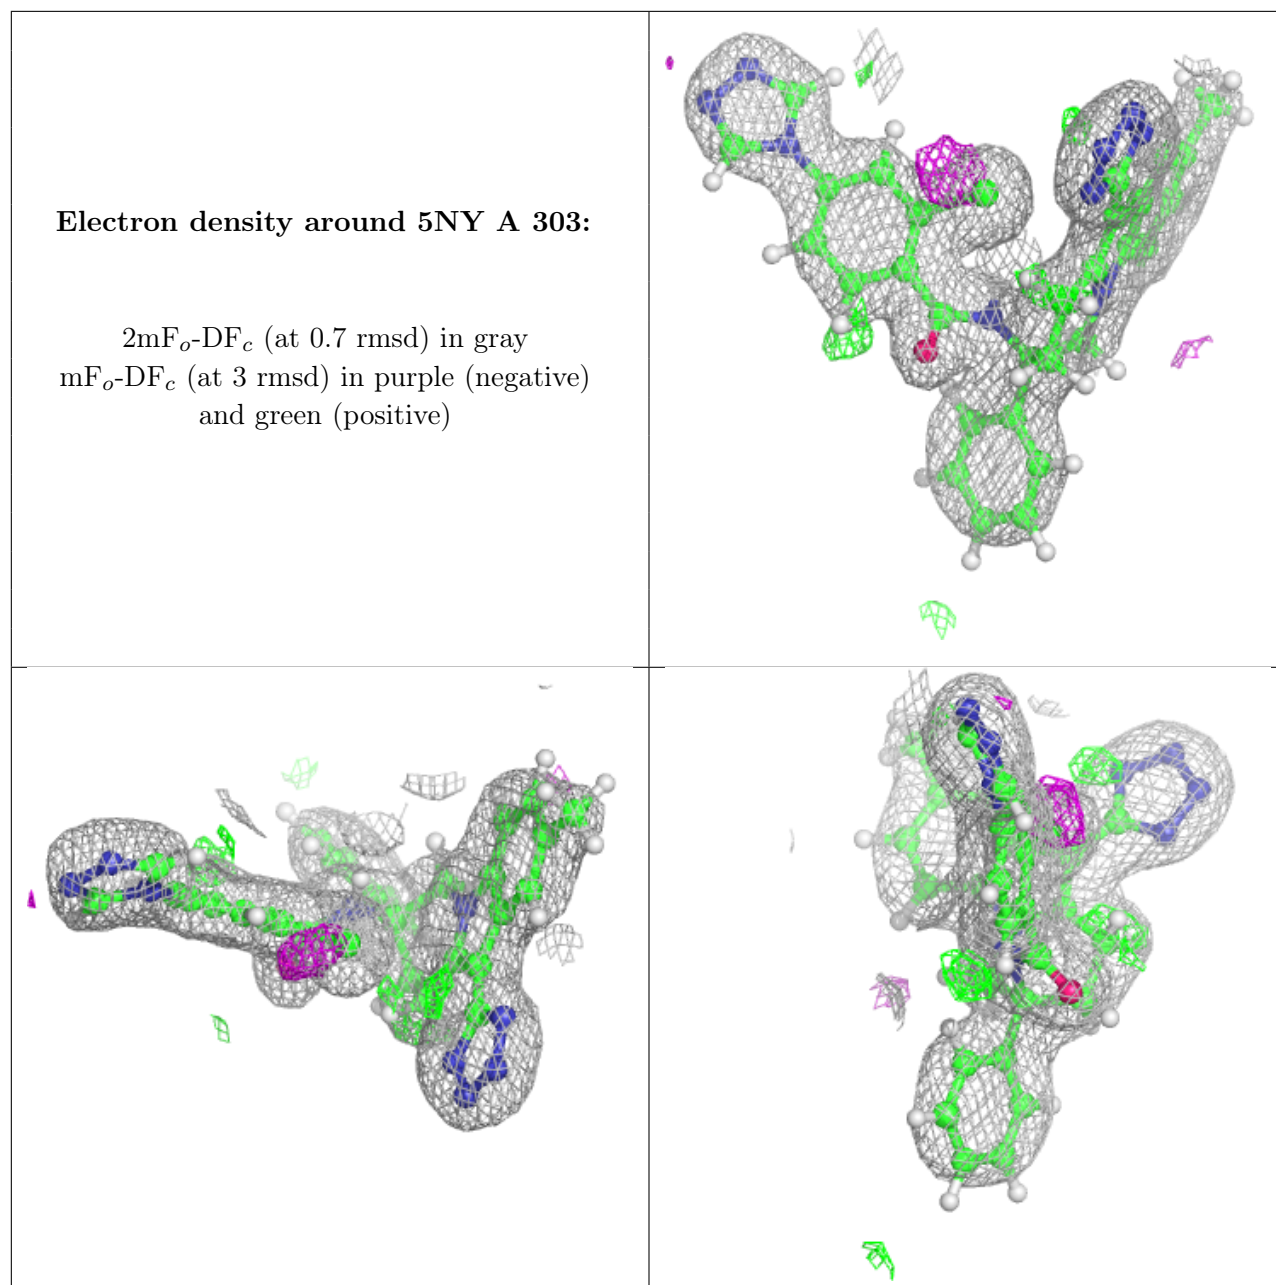 Electron density around 5NY A 303:
2mFₒ-DF𝒸 (at 0.7 rmsd) in gray
mFₒ-DF𝒸 (at 3 rmsd) in purple (negative)
and green (positive)